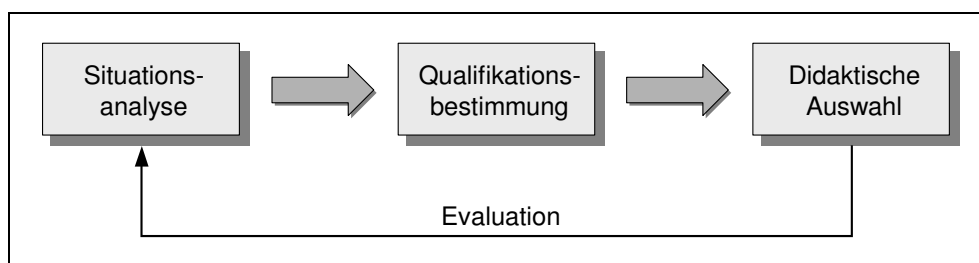 Situations-
analyse
Qualifikations-
bestimmung
Didaktische
Auswahl
Evaluation